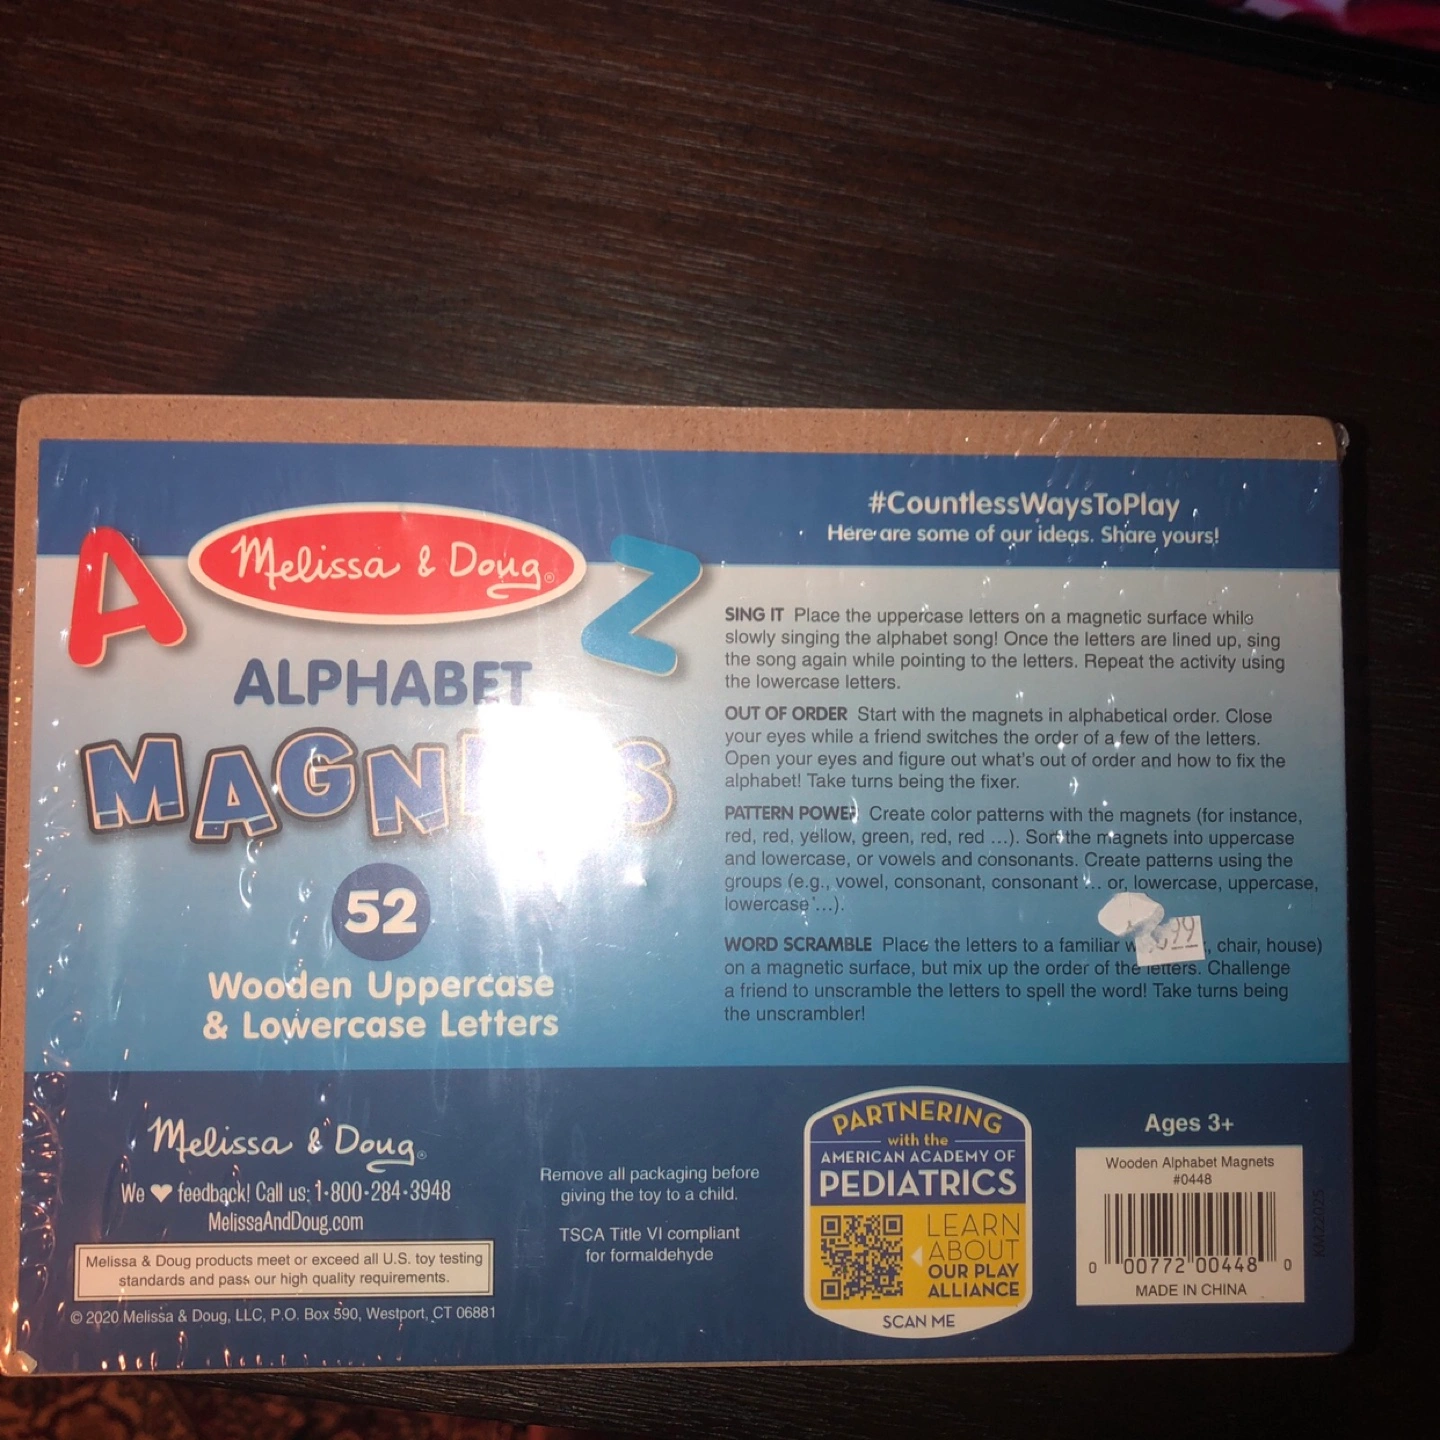 A
Melissa & Doug®
Z
ALPHABET
52
Wooden Uppercase
& Lowercase Letters
#CountlessWaysToPlay
Here are some of our ideas. Share yours!
SING IT Place the uppercase letters on a magnetic surface while
slowly singing the alphabet song! Once the letters are lined up, sing
the song again while pointing to the letters. Repeat the activity using
the lowercase letters.
OUT OF ORDER Start with the magnets in alphabetical order. Close
your eyes while a friend switches the order of a few of the letters.
Open your eyes and figure out what's out of order and how to fix the
alphabet! Take turns being the fixer.
PATTERN POWER Create color patterns with the magnets (for instance,
red, red, yellow, green, red, red ...). Sort the magnets into uppercase
and lowercase, or vowels and consonants. Create patterns using the
groups (e.g., vowel, consonant, consonant ... or, lowercase, uppercase,
lowercase ...).
WORD SCRAMBLE Place the letters to a familiar chair, house)
on a magnetic surface, but mix up the order of the letters. Challenge
a friend to unscramble the letters to spell the word! Take turns being
the unscrambler!
Melissa & Doug®
We ♥ feedback! Call us: 1-800-284-3948
MelissaAndDoug.com
Melissa & Doug products meet or exceed all U.S. toy testing
standards and pass our high quality requirements.
© 2020 Melissa & Doug, LLC, P.O. Box 590, Westport, CT 06881
Remove all packaging before
giving the toy to a child.
TSCA Title VI compliant
for formaldehyde
PARTNERING
with the
AMERICAN ACADEMY OF
PEDIATRICS
LEARN
ABOUT
OUR PLAY
ALLIANCE
SCAN ME
Ages 3+
Wooden Alphabet Magnets
#0448
0 00772 00448 0
MADE IN CHINA